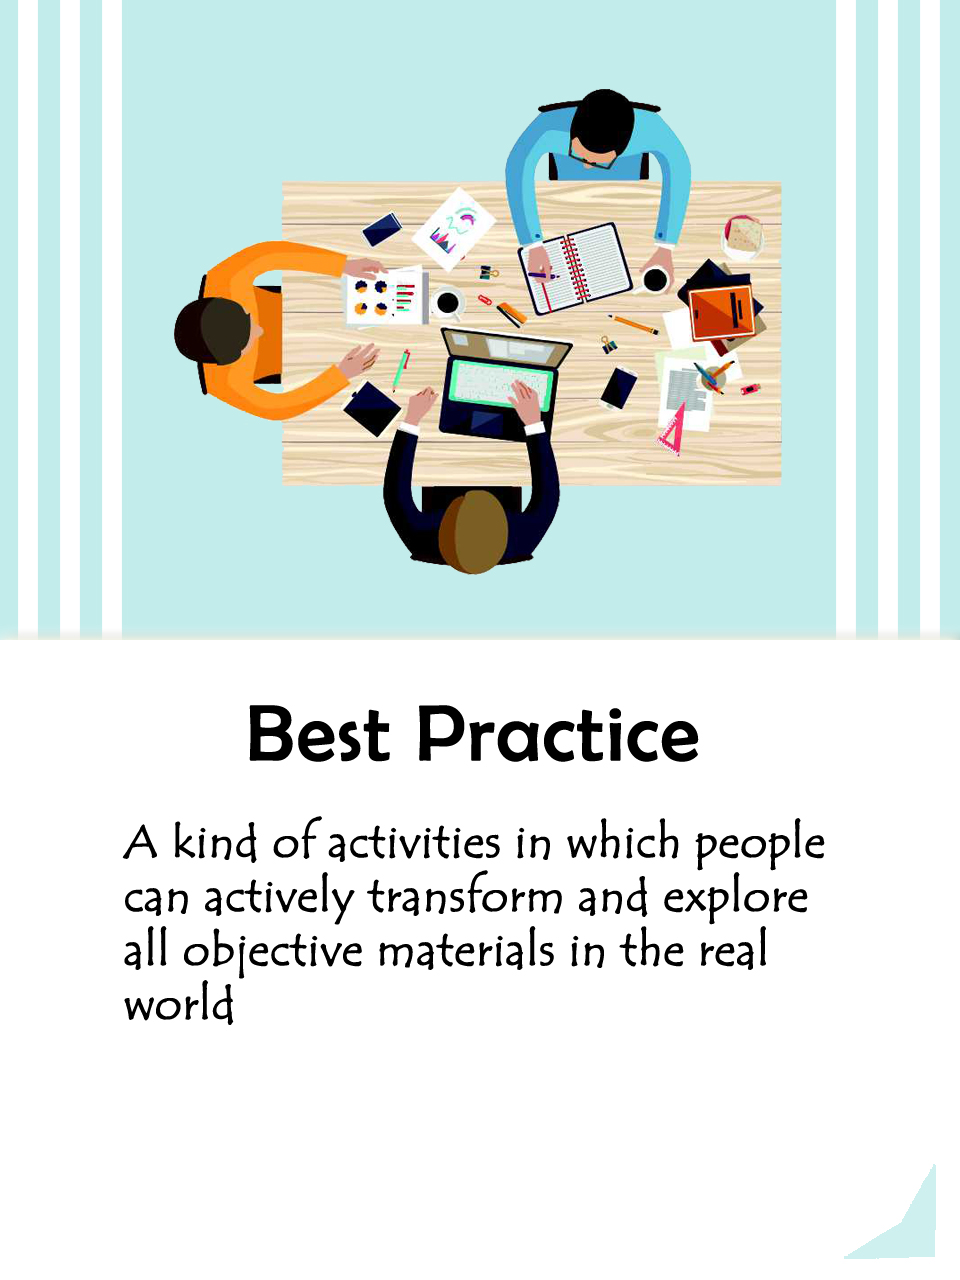 Best Practice
A kind of activities in which people
can actively transform and explore
all objective materials in the real
world